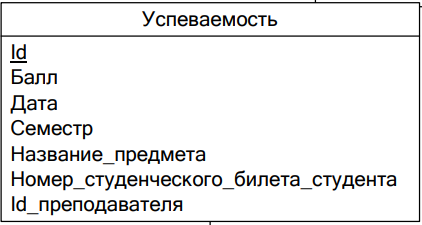 Успеваемость
Id
Балл
Дата
Семестр
Название_предмета
Номер_студенческого_билета_студента
Id_преподавателя